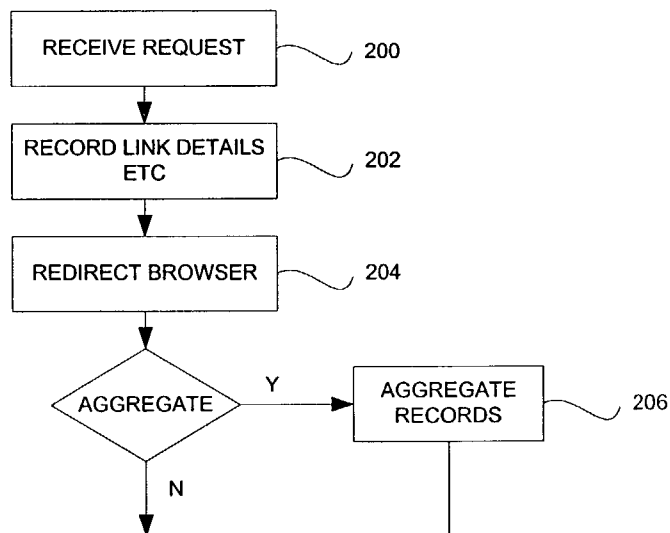 RECEIVE REQUEST
200
RECORD LINK DETAILS
ETC
202
REDIRECT BROWSER
204
AGGREGATE
Y
AGGREGATE
RECORDS
206
N